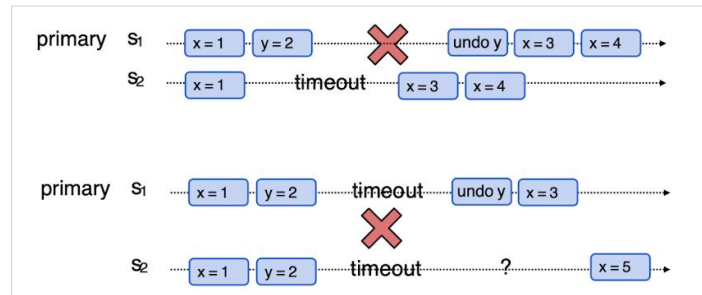 primary S1 x = 1 y = 2 undo y x = 3 x = 4
S2 x = 1 timeout x = 3 x = 4
primary S1 x = 1 y = 2 timeout undo y x = 3
S2 x = 1 y = 2 timeout ? x = 5